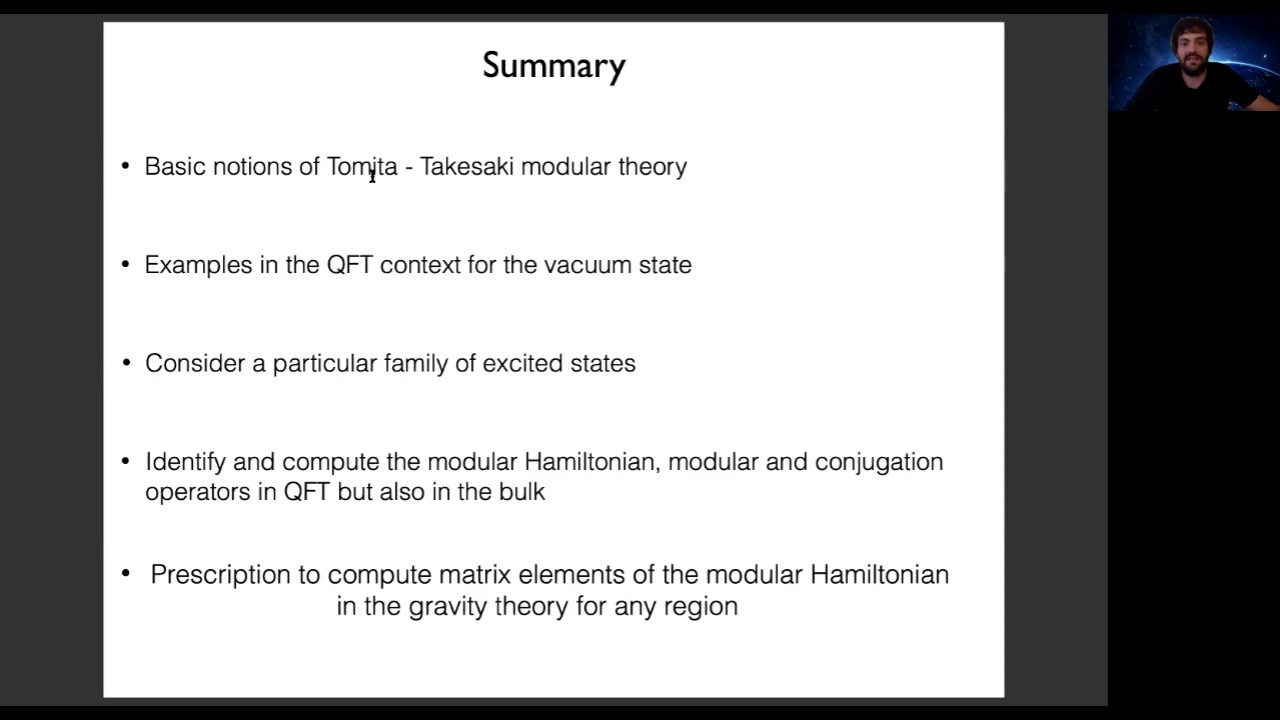 Summary
• Basic notions of Tomita - Takesaki modular theory
• Examples in the QFT context for the vacuum state
• Consider a particular family of excited states
• Identify and compute the modular Hamiltonian, modular and conjugation
operators in QFT but also in the bulk
• Prescription to compute matrix elements of the modular Hamiltonian
in the gravity theory for any region